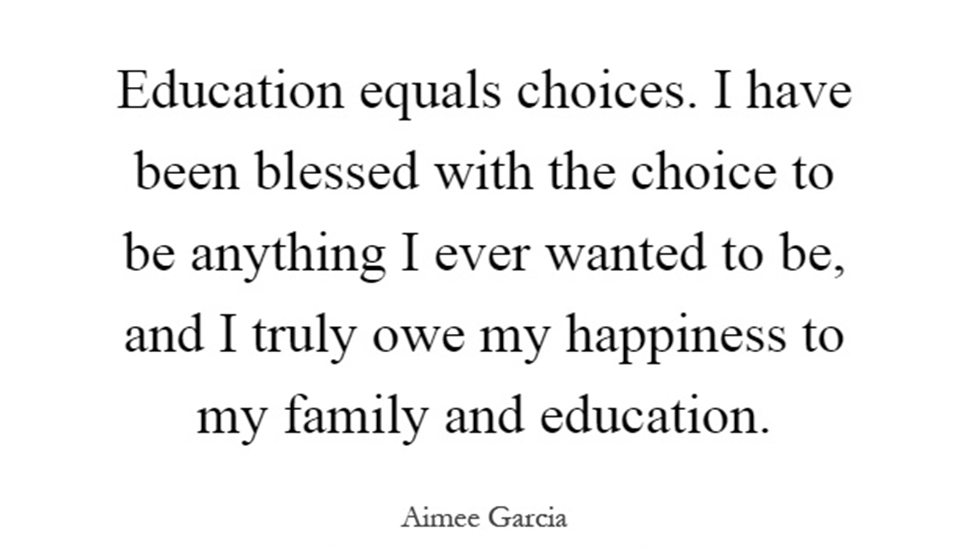 Education equals choices. I have
been blessed with the choice to
be anything I ever wanted to be,
and I truly owe my happiness to
my family and education.
Aimee Garcia